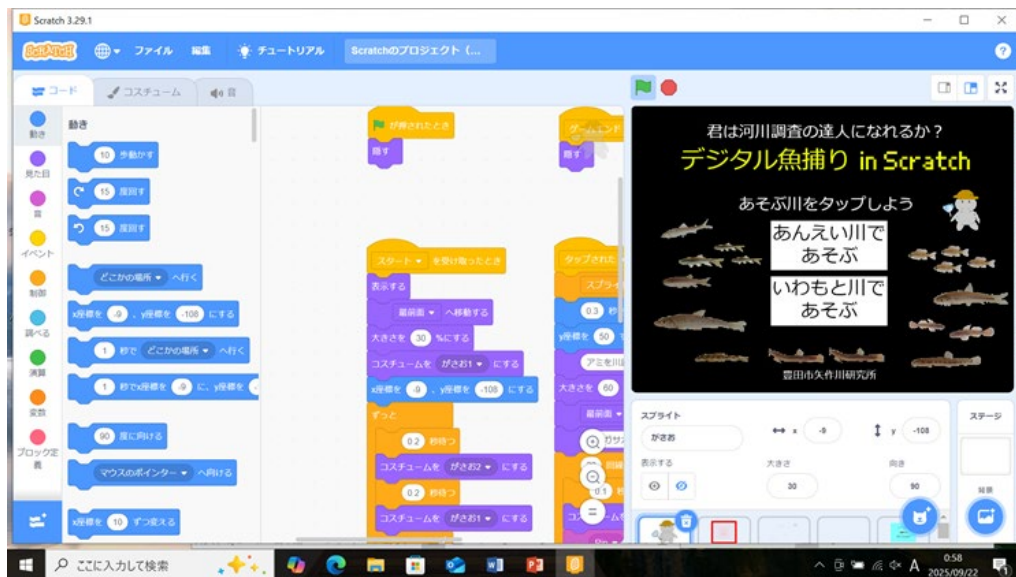 Scratch 3.29.1
SCRATCH
ファイル
編集
チュートリアル
Scratchのプロジェクト（...
コード
コスチューム
音
動き
見た目
音
イベント
制御
調べる
演算
変数
ブロック定
義
動き
10 歩動かす
15 度回す
15 度回す
どこかの場所 へ行く
x座標を -9 、y座標を -108 にする
1 秒で どこかの場所 へ行く
1 秒でx座標を -9 に、y座標を
90 度に向ける
マウスのポインター へ向ける
x座標を 10 ずつ変える
が押されたとき
隠す
スタート を受け取ったとき
表示する
最前面 へ移動する
大きさを 30 %にする
コスチュームを がさお1 にする
x座標を -9 、y座標を -108 にする
ずっと
0.2 秒待つ
コスチュームを がさお2 にする
0.2 秒待つ
コスチュームを がさお1 にする
ゲームエンド
隠す
タップされた
スプライ
0.3 秒
y座標を 50
アミを川
大きさを 60
最前面
0.1
君は河川調査の達人になれるか？
デジタル魚捕り in Scratch
あそぶ川をタップしよう
あんえい川で
あそぶ
いわもと川で
あそぶ
豊田市矢作川研究所
スプライト
がさお
x -9
y -108
表示する
大きさ
30
向き
90
ステージ
背景
ここに入力して検索
A
0:58
2025/09/22